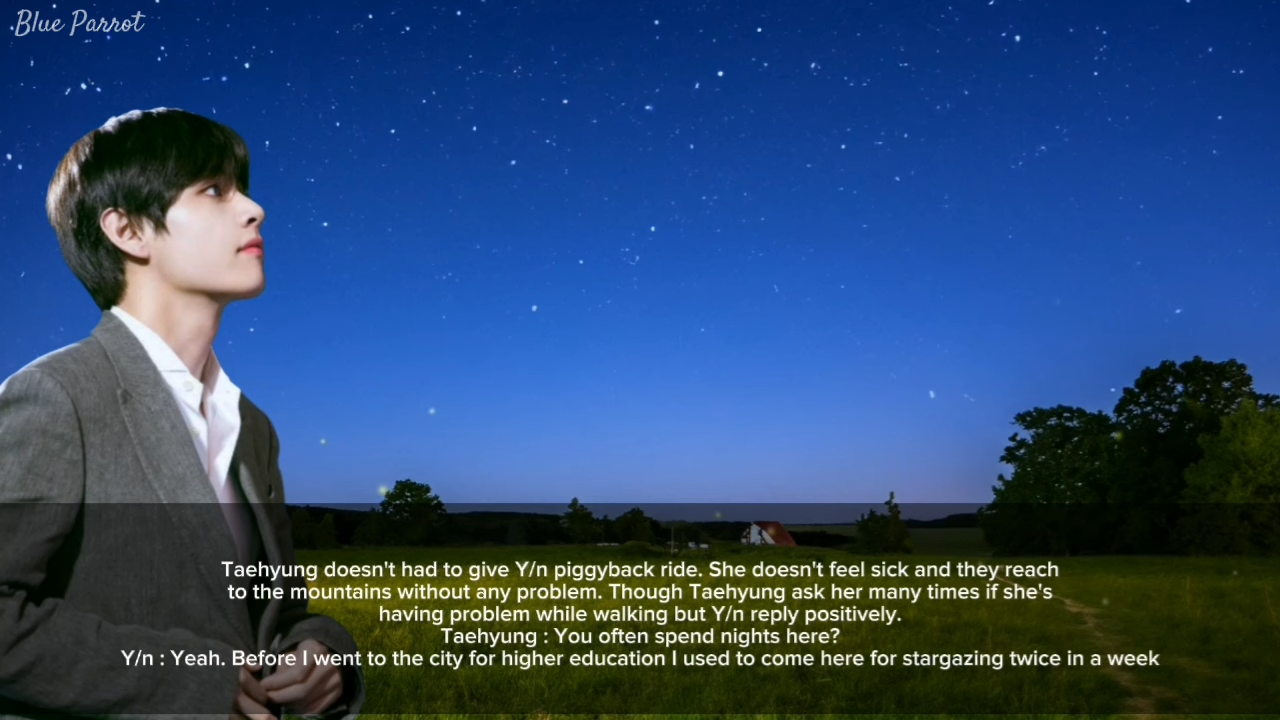 Blue Parrot
Taehyung doesn't had to give Y/n piggyback ride. She doesn't feel sick and they reach
to the mountains without any problem. Though Taehyung ask her many times if she's
having problem while walking but Y/n reply positively.
Taehyung : You often spend nights here?
Y/n : Yeah. Before I went to the city for higher education I used to come here for stargazing twice in a week